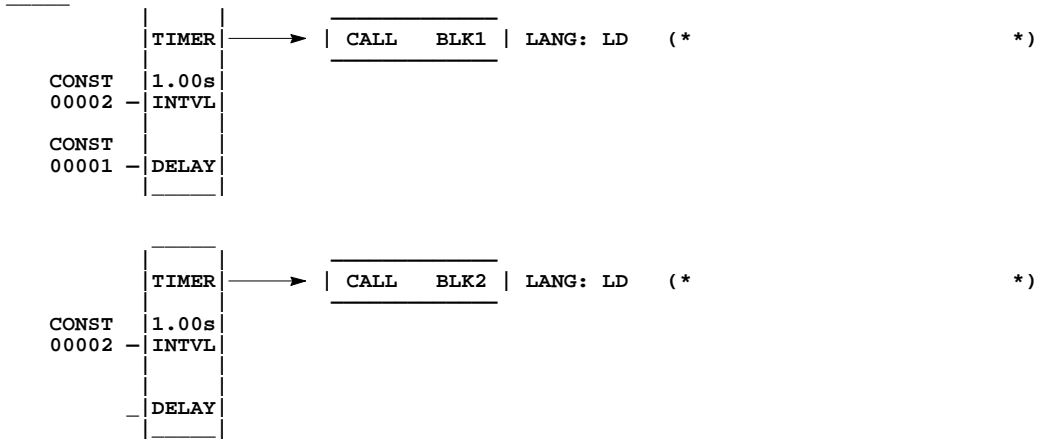 TIMER CALL BLK1 LANG: LD (* *)
CONST 1.00s
00002 INTVL
CONST
00001 DELAY
TIMER CALL BLK2 LANG: LD (* *)
CONST 1.00s
00002 INTVL
DELAY